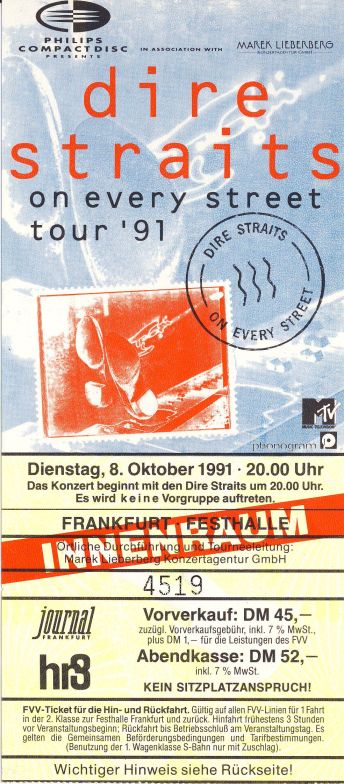 PHILIPS
COMPACT DISC
PRESENTS
IN ASSOCIATION WITH
MAREK LIEBERBERG
KONZERTAGENTUR GMBH
dire
straits
on every street
tour '91
DIRE STRAITS
ON EVERY STREET
MTV
MUSIC TELEVISION
phonogram
Dienstag, 8. Oktober 1991 · 20.00 Uhr
Das Konzert beginnt mit den Dire Straits um 20.00 Uhr.
Es wird keine Vorgruppe auftreten.
FRANKFURT FESTHALLE
INNENRAUM
Örtliche Durchführung und Tourneeleitung:
Marek Lieberberg Konzertagentur GmbH
4519
journal
FRANKFURT
hr3
Vorverkauf: DM 45,–
zuzügl. Vorverkaufsgebühr, inkl. 7 % MwSt.,
plus DM 1,– für die Leistungen des FVV
Abendkasse: DM 52,–
inkl. 7 % MwSt.
KEIN SITZPLATZANSPRUCH!
FVV-Ticket für die Hin- und Rückfahrt. Gültig auf allen FVV-Linien für 1 Fahrt
in der 2. Klasse zur Festhalle Frankfurt und zurück. Hinfahrt frühestens 3 Stunden
vor Veranstaltungsbeginn; Rückfahrt bis Betriebsschluß am Veranstaltungstag. Es
gelten die Gemeinsamen Beförderungsbedingungen und Tarifbestimmungen.
(Benutzung der 1. Wagenklasse S-Bahn nur mit Zuschlag).
Wichtiger Hinweis siehe Rückseite!